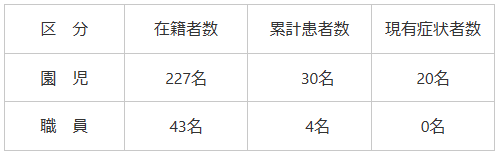 区　分　在籍者数　累計患者数　現有症状者数
園　児　227名　30名　20名
職　員　43名　4名　0名